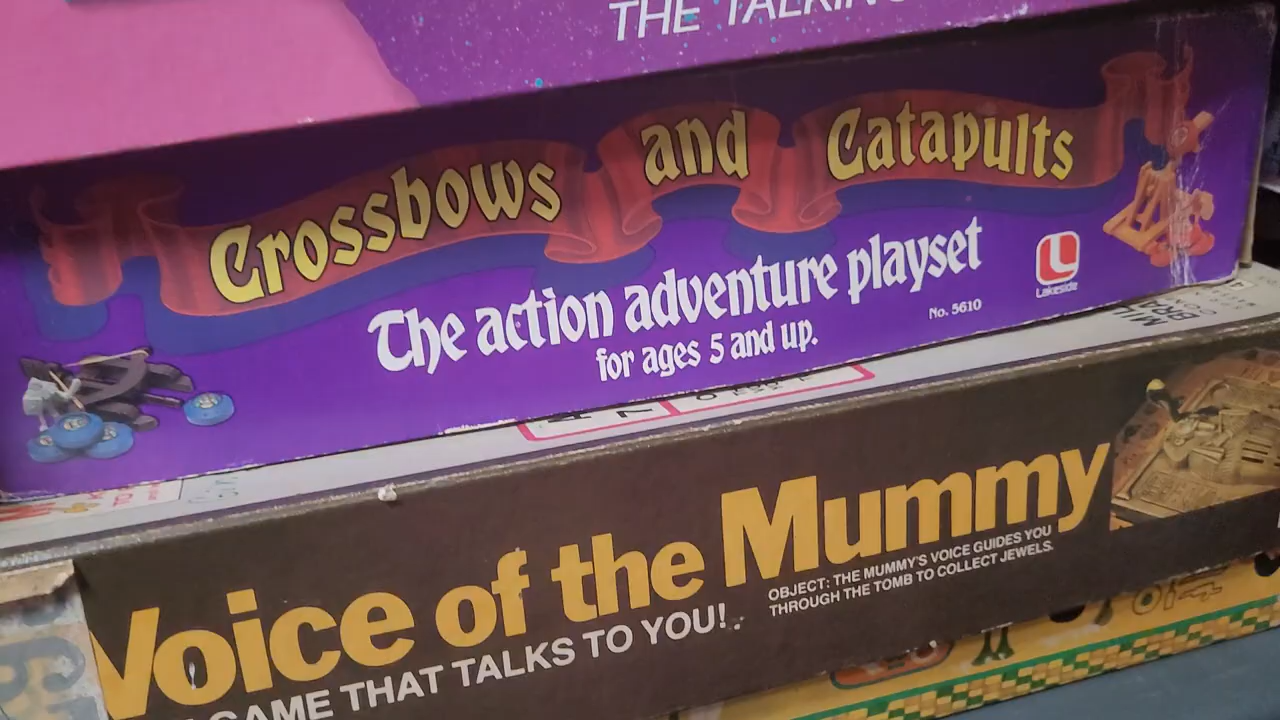 THE TALKIN
Crossbows and Catapults
The action adventure playset
for ages 5 and up.
No. 5610
L
Lakeside
Voice of the Mummy
GAME THAT TALKS TO YOU!
OBJECT: THE MUMMY'S VOICE GUIDES YOU
THROUGH THE TOMB TO COLLECT JEWELS.